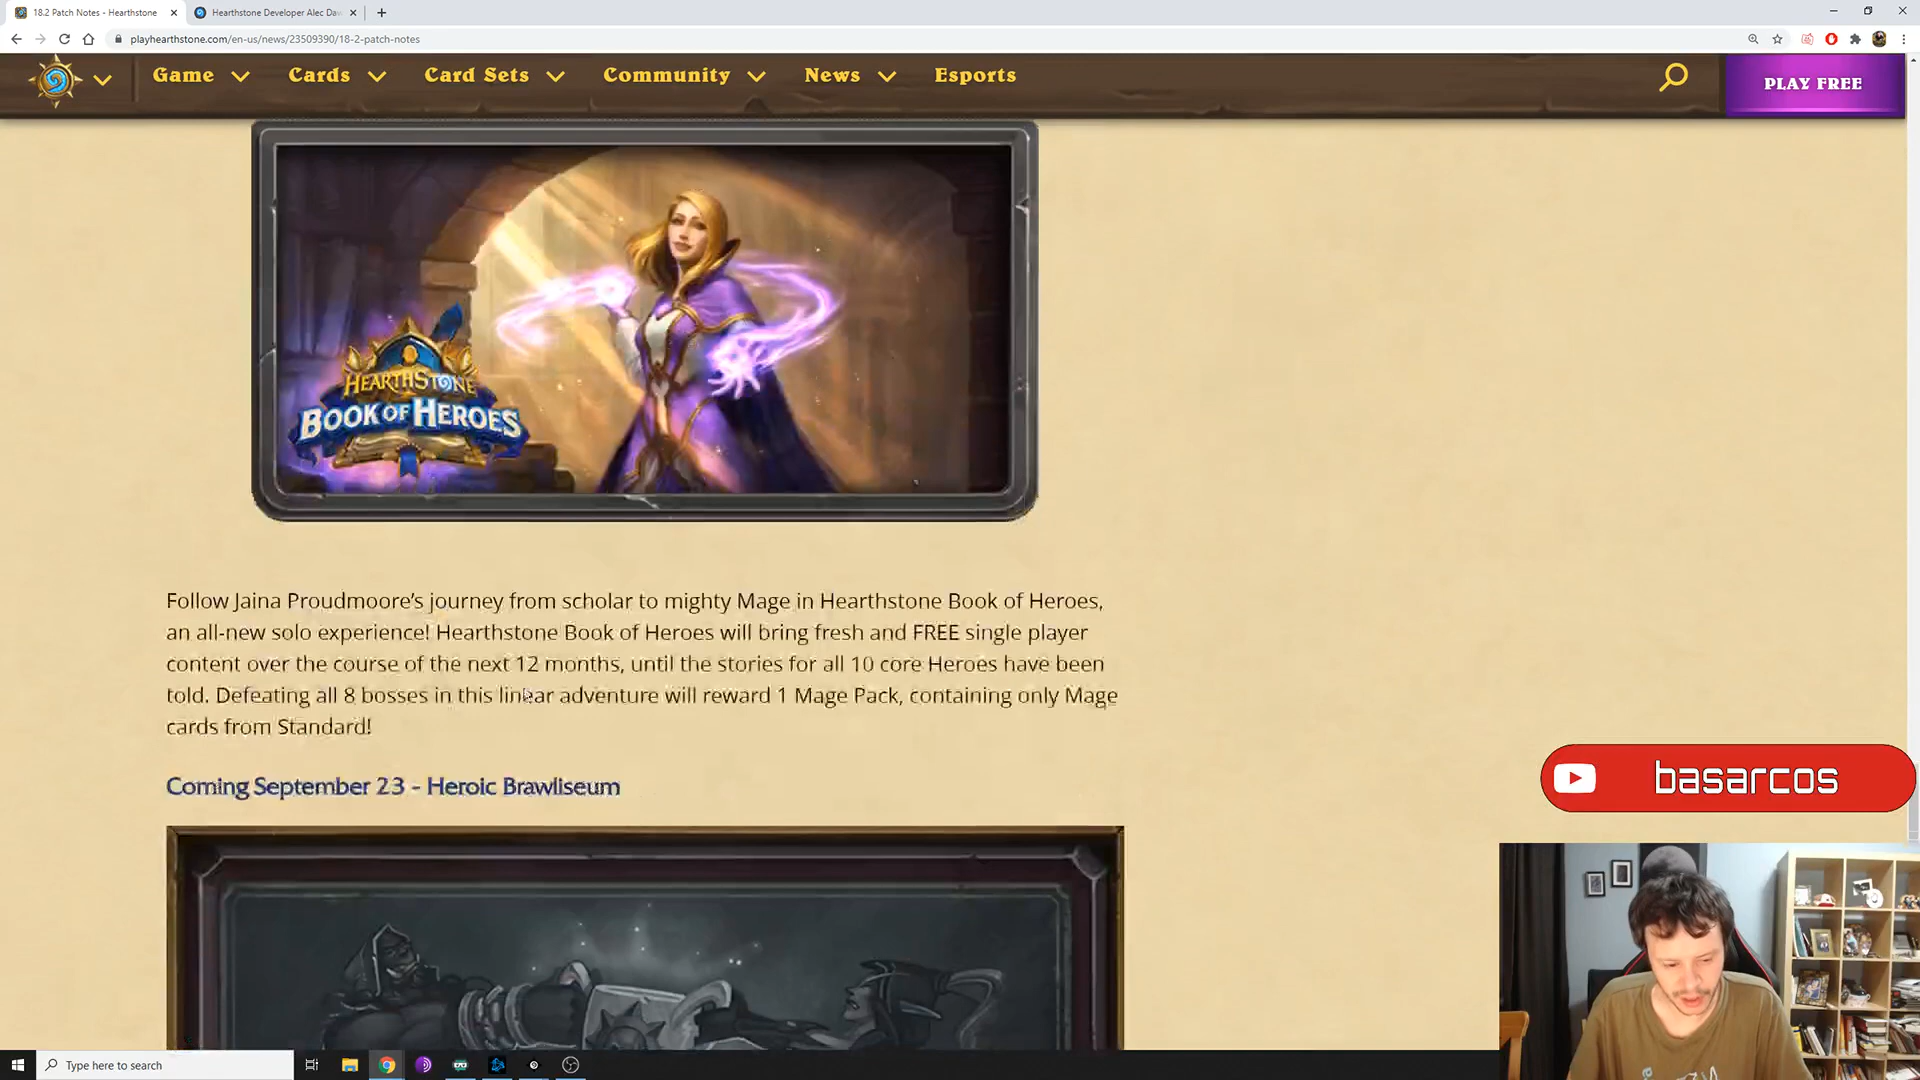 18.2 Patch Notes - Hearthstone
Hearthstone Developer Alec Daw
playhearthstone.com/en-us/news/23509390/18-2-patch-notes
Game
Cards
Card Sets
Community
News
Esports
PLAY FREE
HEARTHSTONE
BOOK OF HEROES
Follow Jaina Proudmoore's journey from scholar to mighty Mage in Hearthstone Book of Heroes,
an all-new solo experience! Hearthstone Book of Heroes will bring fresh and FREE single player
content over the course of the next 12 months, until the stories for all 10 core Heroes have been
told. Defeating all 8 bosses in this linear adventure will reward 1 Mage Pack, containing only Mage
cards from Standard!
Coming September 23 - Heroic Brawliseum
basarcos
Type here to search